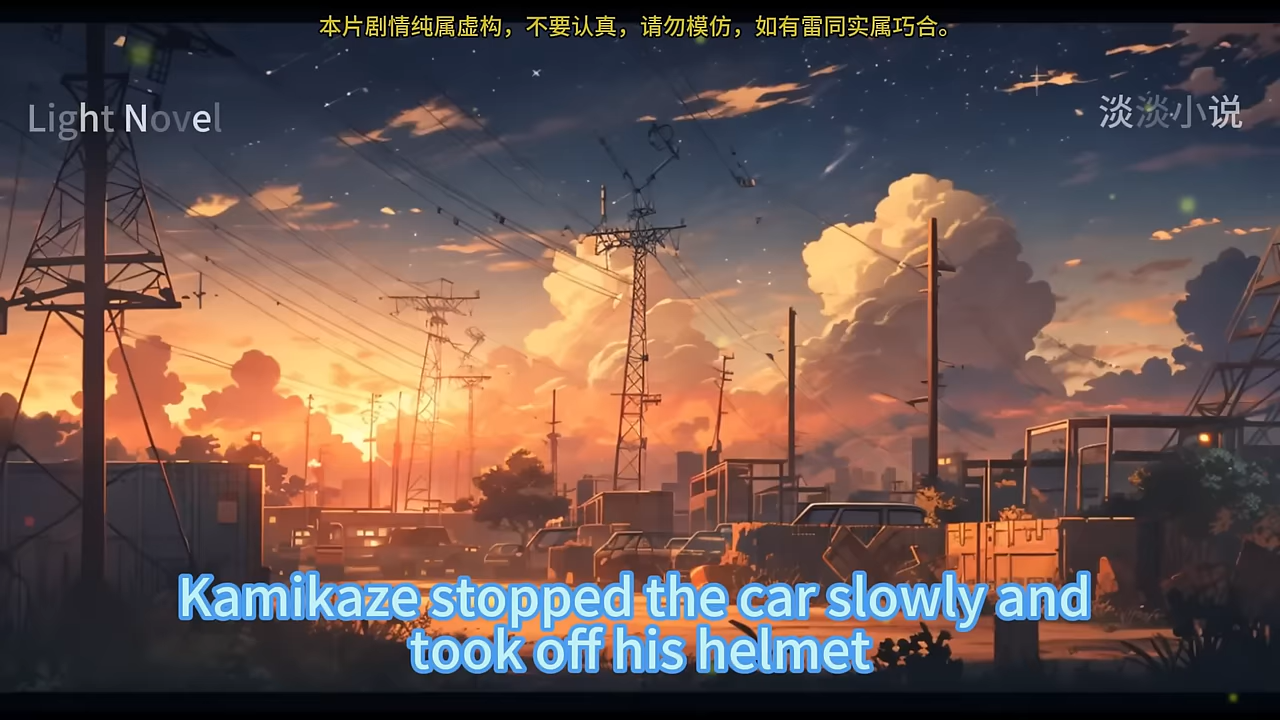 本片剧情纯属虚构，不要认真，请勿模仿，如有雷同实属巧合。
Light Novel
淡淡小说
Kamikaze stopped the car slowly and
took off his helmet